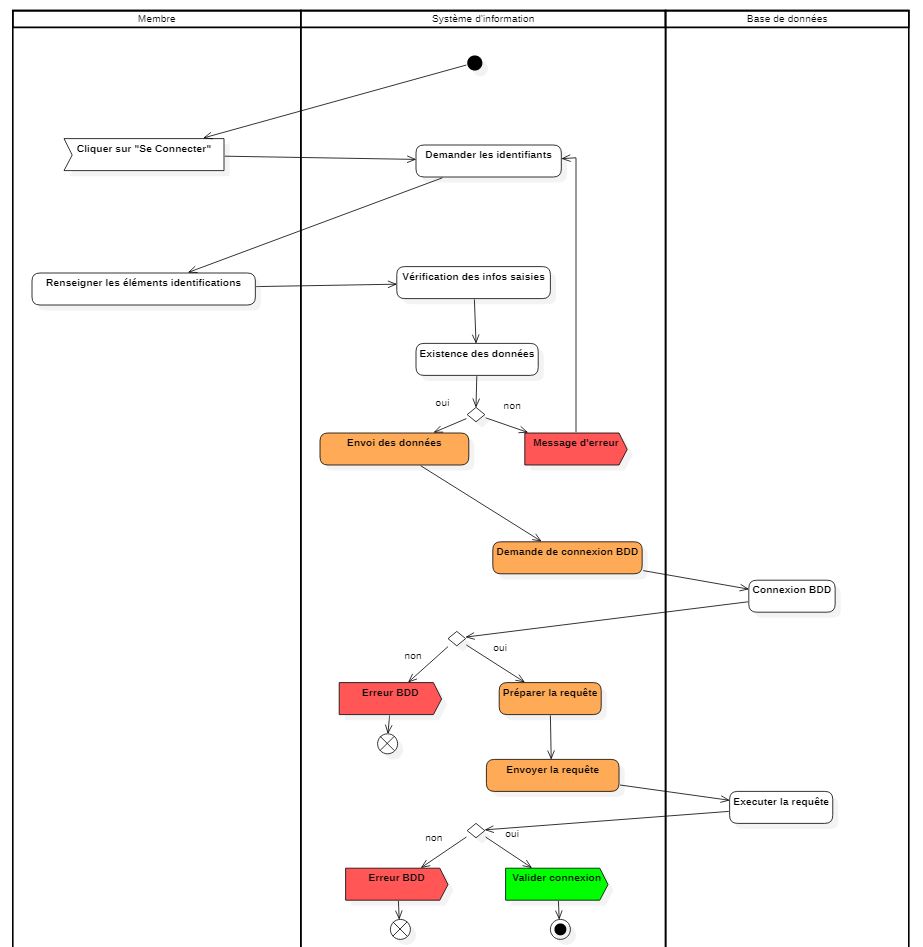 Membre
Système d'information
Base de données
Cliquer sur "Se Connecter"
Demander les identifiants
Renseigner les éléments identifications
Vérification des infos saisies
Existence des données
oui
non
Envoi des données
Message d'erreur
Demande de connexion BDD
Connexion BDD
non
oui
Erreur BDD
Préparer la requête
Envoyer la requête
Executer la requête
non
oui
Erreur BDD
Valider connexion